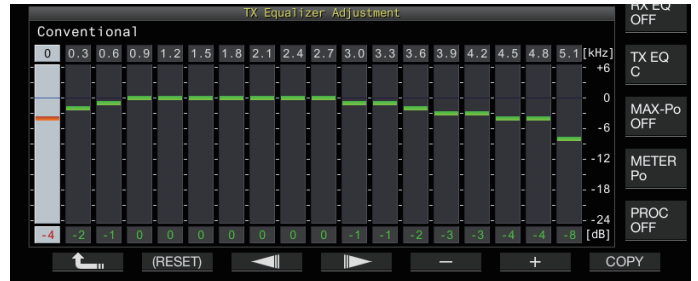 TX Equalizer Adjustment
Conventional
0 0.3 0.6 0.9 1.2 1.5 1.8 2.1 2.4 2.7 3.0 3.3 3.6 3.9 4.2 4.5 4.8 5.1 [kHz]
+6
0
-6
-12
-18
-24
-4 -2 -1 0 0 0 0 0 0 0 -1 -1 -2 -3 -3 -4 -4 -8 [dB]
RX EQ
OFF
TX EQ
C
MAX-Po
OFF
METER
Po
PROC
OFF
(RESET) − + COPY